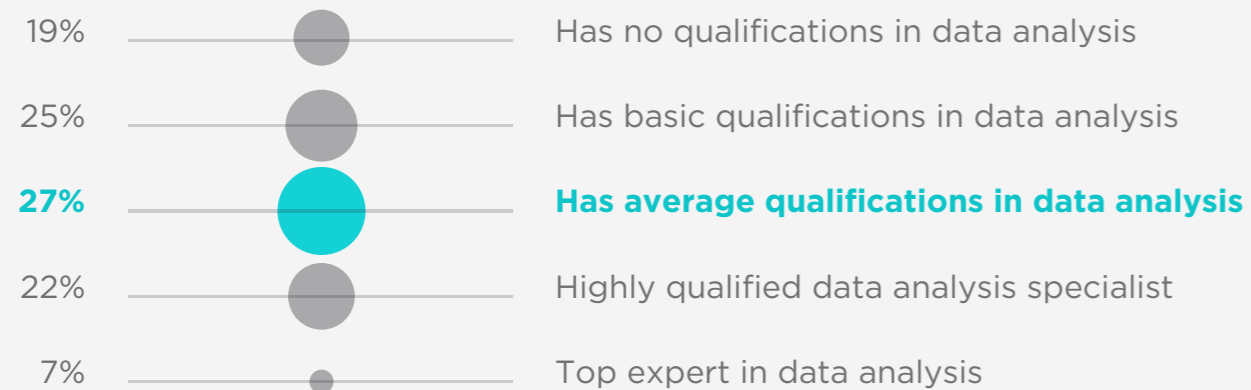 19% Has no qualifications in data analysis
25% Has basic qualifications in data analysis
27% Has average qualifications in data analysis
22% Highly qualified data analysis specialist
7% Top expert in data analysis